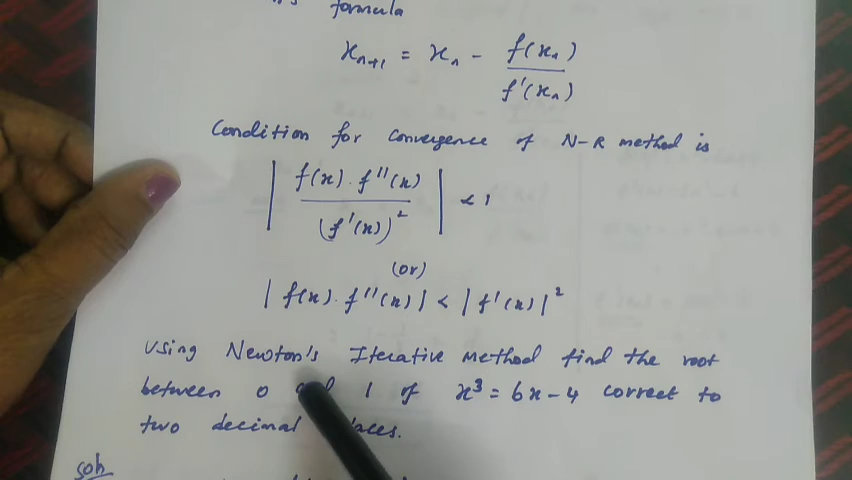 formula
xₙ₊₁ = xₙ - f(xₙ) / f'(xₙ)
Condition for convergence of N-R method is
| f(x). f''(x) / (f'(x))² | < 1
(or)
| f(x). f''(x) | < | f'(x) |²
Using Newton's Iterative method find the root
between 0 1 of x³ = 6x - 4 correct to
two decimal
Soln